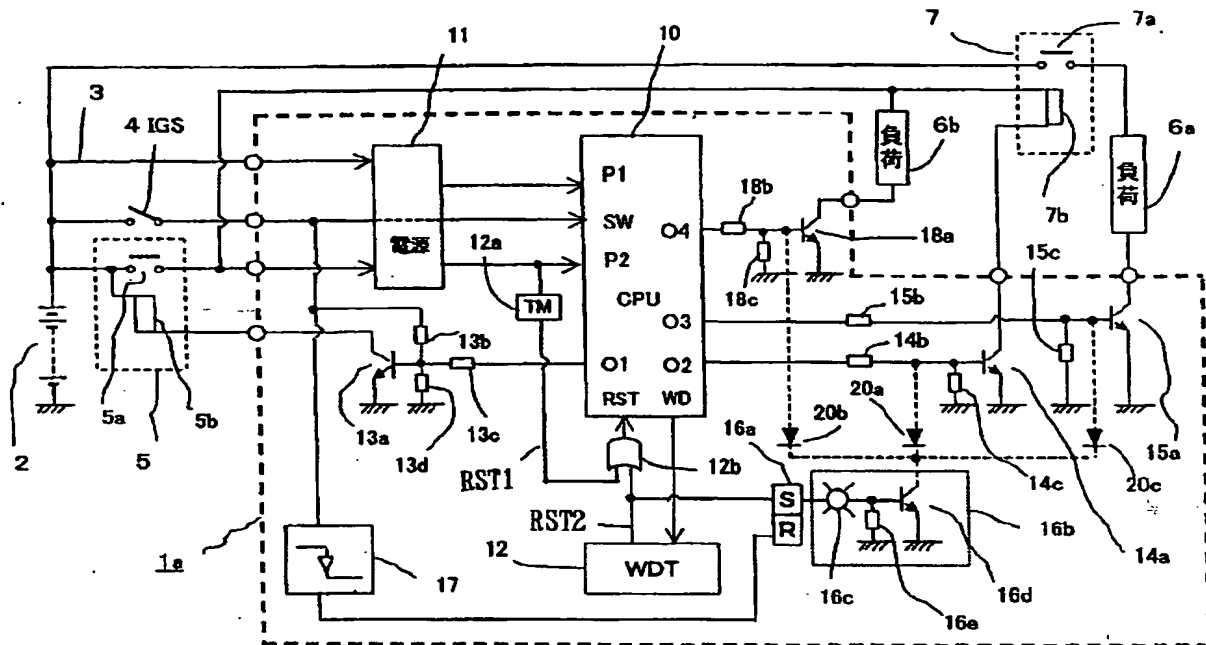 11
10
7
7a
3
4 IGS
P1
SW
電源
P2
CPU
O4
O3
O2
O1
RST
WD
負荷
6b
負荷
6a
7b
18b
18a
18c
12a
TM
15b
15c
14b
13b
2
5a
5b
5
13a
13c
13d
20b
20a
16a
12b
14c
15a
20c
RST1
S
R
16b
RST2
1a
17
12
WDT
16c
16d
14a
16e